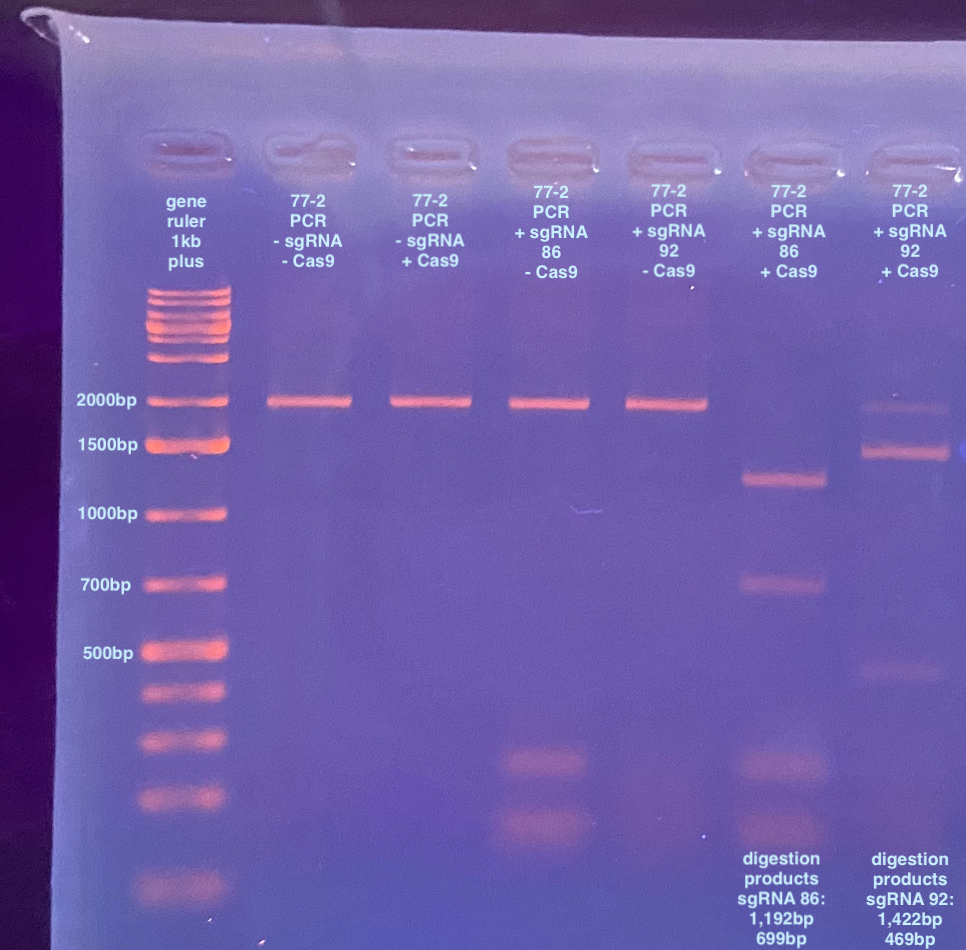 gene
ruler
1kb
plus
77-2
PCR
- sgRNA
- Cas9
77-2
PCR
- sgRNA
+ Cas9
77-2
PCR
+ sgRNA
86
- Cas9
77-2
PCR
+ sgRNA
92
- Cas9
77-2
PCR
+ sgRNA
86
+ Cas9
77-2
PCR
+ sgRNA
92
+ Cas9
2000bp
1500bp
1000bp
700bp
500bp
digestion
products
sgRNA 86:
1,192bp
699bp
digestion
products
sgRNA 92:
1,422bp
469bp